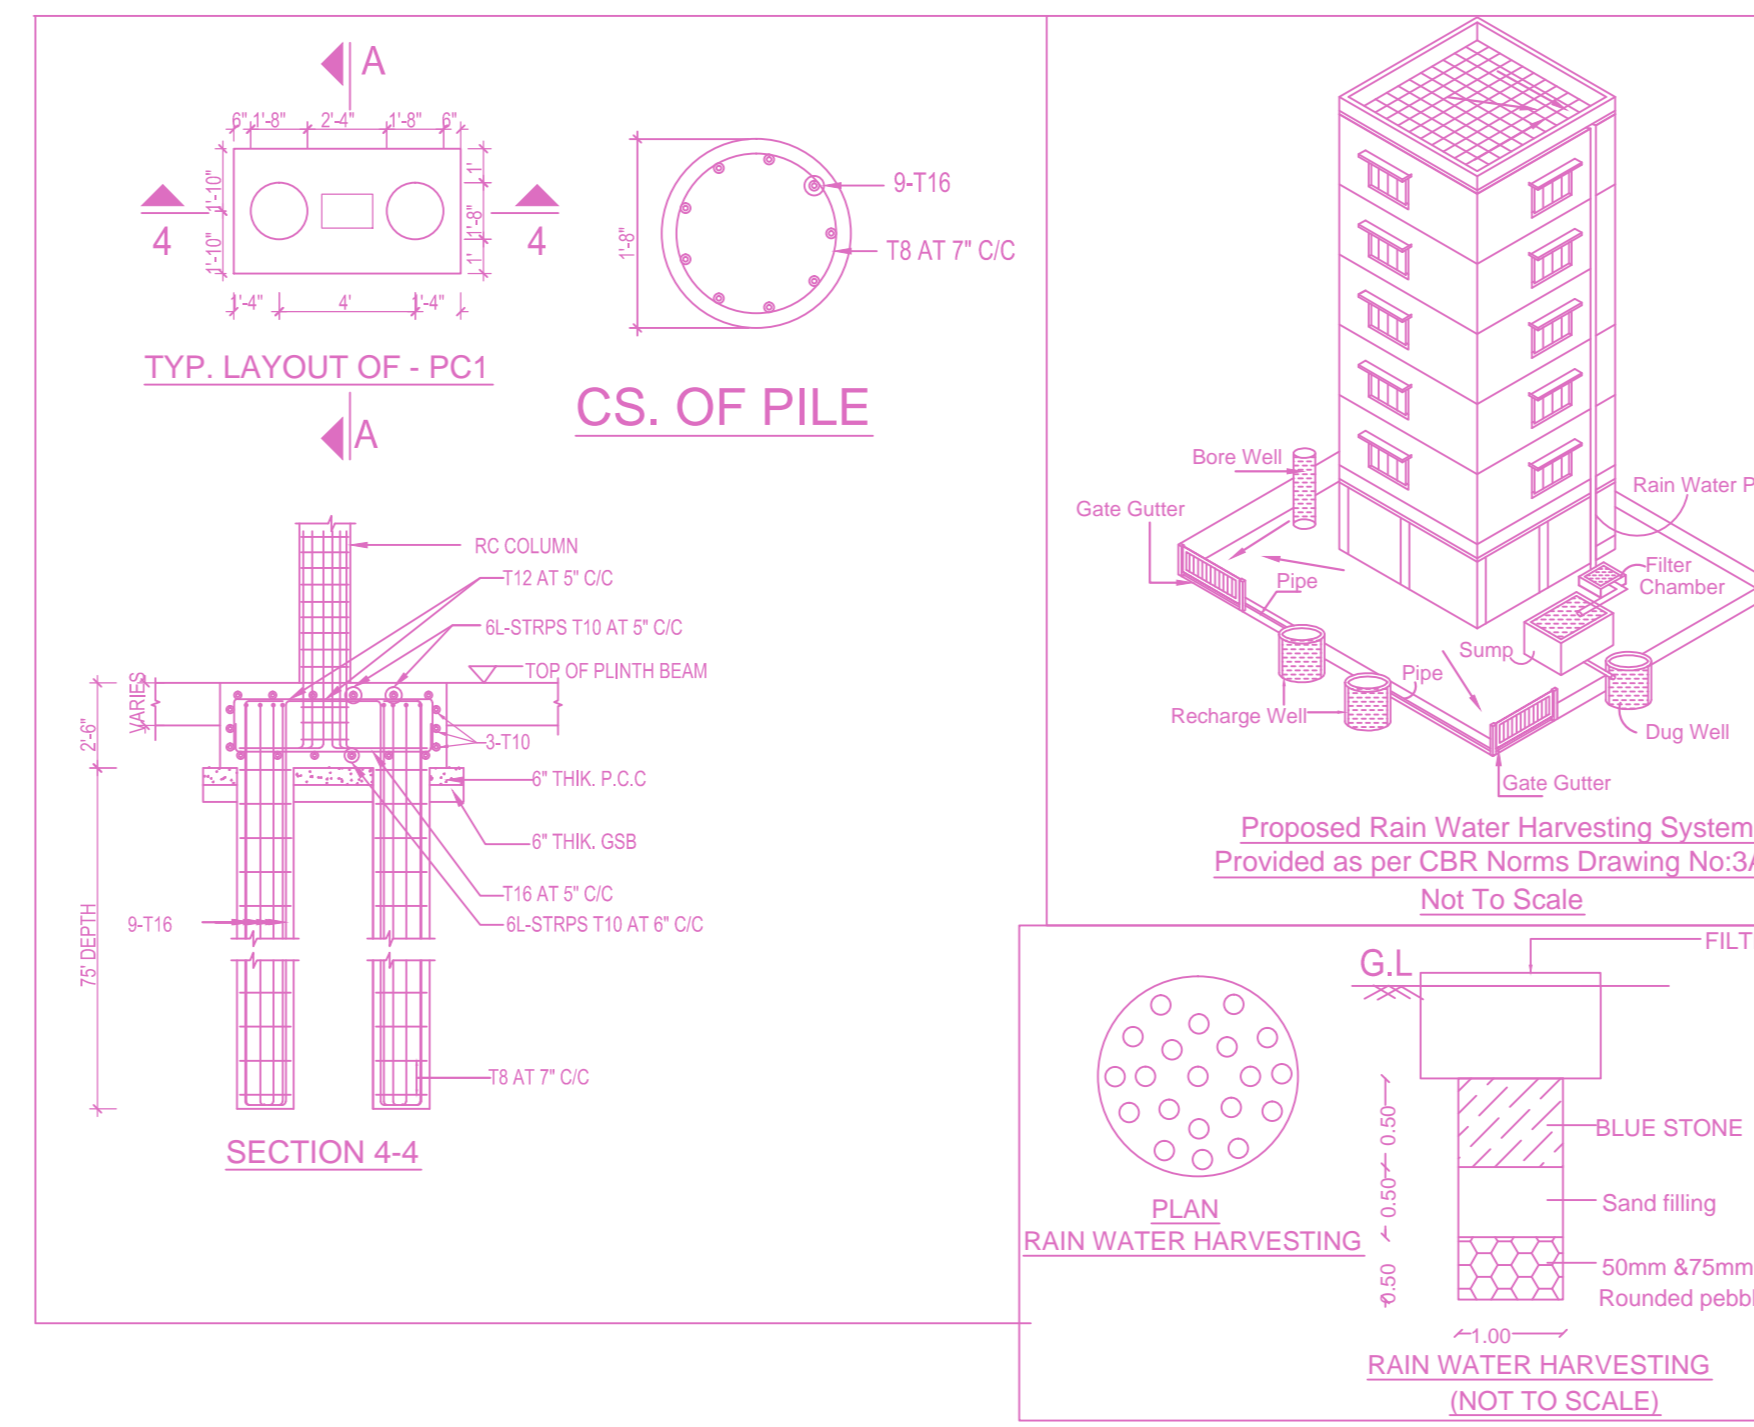 A
6" 1'-8" 2'-4" 1'-8" 6"
1'-10"
1'-10"
1'
1'-8"
1'
4
4
1'-4" 4' 1'-4"
TYP. LAYOUT OF - PC1
A
1'-8"
9-T16
T8 AT 7" C/C
CS. OF PILE
RC COLUMN
T12 AT 5" C/C
6L-STRPS T10 AT 5" C/C
TOP OF PLINTH BEAM
VARIES
2'-6"
3-T10
6" THIK. P.C.C
6" THIK. GSB
T16 AT 5" C/C
6L-STRPS T10 AT 6" C/C
9-T16
75' DEPTH
T8 AT 7" C/C
SECTION 4-4
Bore Well
Gate Gutter
Rain Water P
Pipe
Filter
Chamber
Sump
Pipe
Recharge Well
Dug Well
Gate Gutter
Proposed Rain Water Harvesting System
Provided as per CBR Norms Drawing No:3A
Not To Scale
FILT
G.L
0.50
BLUE STONE
0.50
Sand filling
0.50
50mm &75mm
Rounded pebbl
1.00
PLAN
RAIN WATER HARVESTING
RAIN WATER HARVESTING
(NOT TO SCALE)